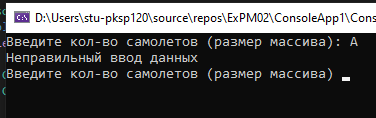 D:\Users\stu-pksp120\source\repos\ExPM02\ConsoleApp1\Cons
Введите кол-во самолетов (размер массива): A
Неправильный ввод данных
Введите кол-во самолетов (размер массива)